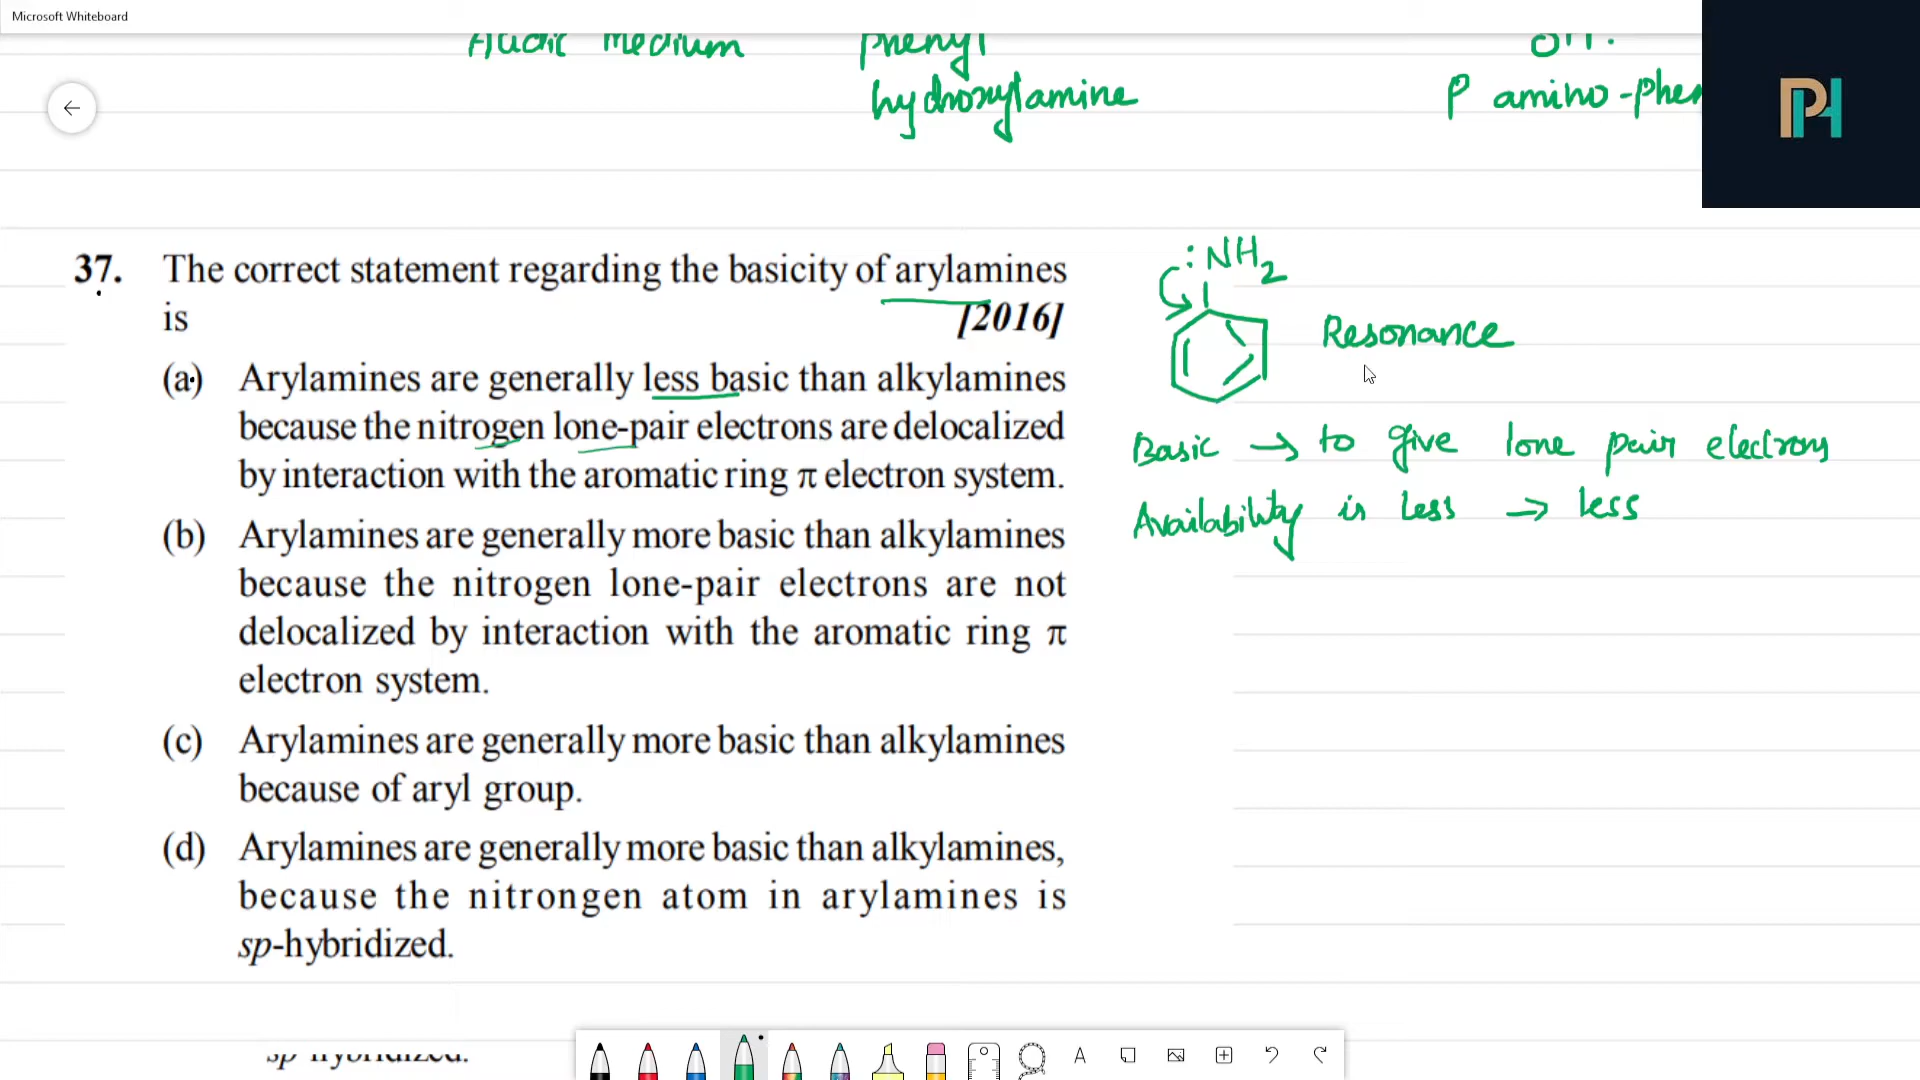 Microsoft Whiteboard
Acidic medium phenyl OH.
hydroxylamine P amino-phen
PH
37. The correct statement regarding the basicity of arylamines
is [2016]
(a) Arylamines are generally less basic than alkylamines
because the nitrogen lone-pair electrons are delocalized
by interaction with the aromatic ring π electron system.
(b) Arylamines are generally more basic than alkylamines
because the nitrogen lone-pair electrons are not
delocalized by interaction with the aromatic ring π
electron system.
(c) Arylamines are generally more basic than alkylamines
because of aryl group.
(d) Arylamines are generally more basic than alkylamines,
because the nitrongen atom in arylamines is
sp-hybridized.
:NH2
Resonance
Basic → to give lone pair electrons
Availability is less → less
sp-hybridized.
A